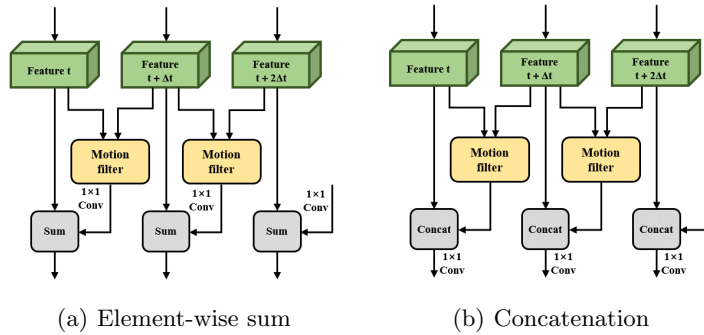 Feature t
Feature
t + Δt
Feature
t + 2Δt
Motion
filter
Motion
filter
1×1
Conv
1×1
Conv
1×1
Conv
Sum
Sum
Sum
(a) Element-wise sum
Feature t
Feature
t + Δt
Feature
t + 2Δt
Motion
filter
Motion
filter
Concat
Concat
Concat
1×1
Conv
1×1
Conv
1×1
Conv
(b) Concatenation